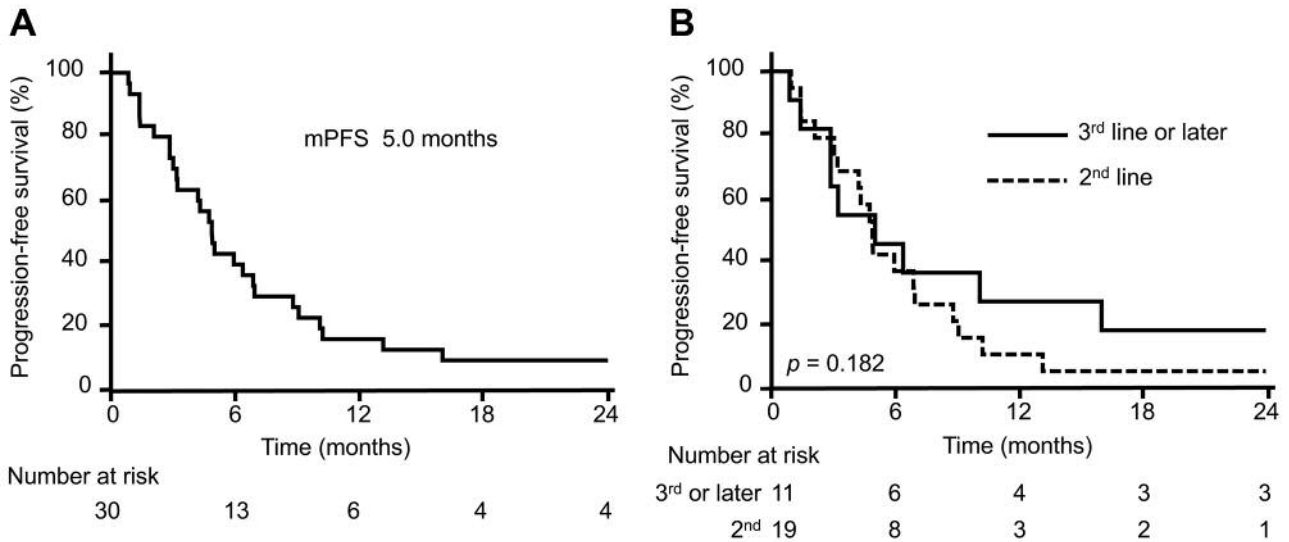 A
Progression-free survival (%)
100
80
60
40
20
0
mPFS 5.0 months
0 6 12 18 24
Time (months)
Number at risk
30 13 6 4 4
B
Progression-free survival (%)
100
80
60
40
20
0
3rd line or later
2nd line
p = 0.182
0 6 12 18 24
Time (months)
Number at risk
3rd or later 11 6 4 3 3
2nd 19 8 3 2 1